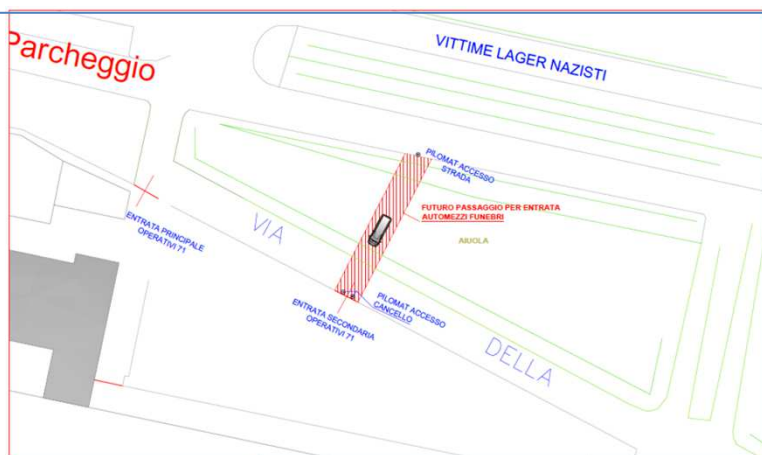 Parcheggio
VITTIME LAGER NAZISTI
PILOMAT ACCESSO
STRADA
FUTURO PASSAGGIO PER ENTRATA
AUTOMEZZI FUNEBRI
VIA
AIUOLA
ENTRATA PRINCIPALE
OPERATIVI 71
PILOMAT ACCESSO
CANCELLO
ENTRATA SECONDARIA
OPERATIVI 71
DELLA